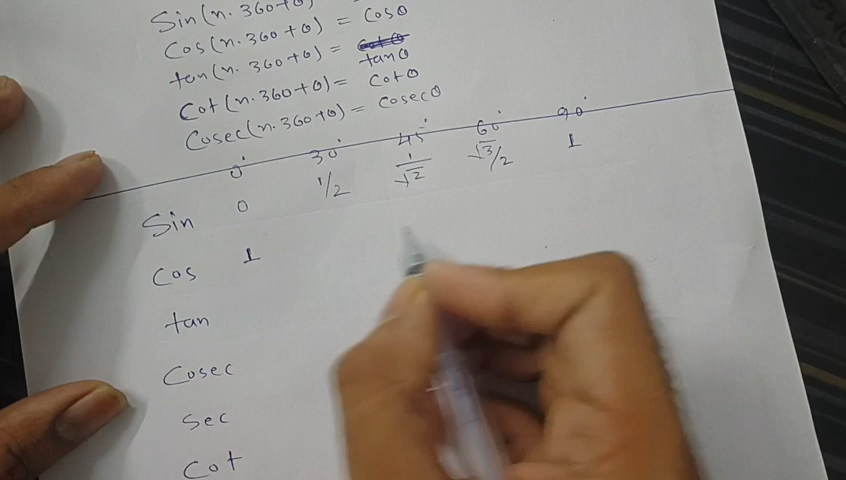 Sin(n.360+θ)
Cos(n.360+θ) = Cosθ
tan(n.360+θ) = tanθ
Cot(n.360+θ) = Cotθ
Cosec(n.360+θ) = Cosecθ
0° 30° 45° 60° 90°
Sin 0 1/2 1/√2 √3/2 1
Cos 1
tan
Cosec
Sec
Cot